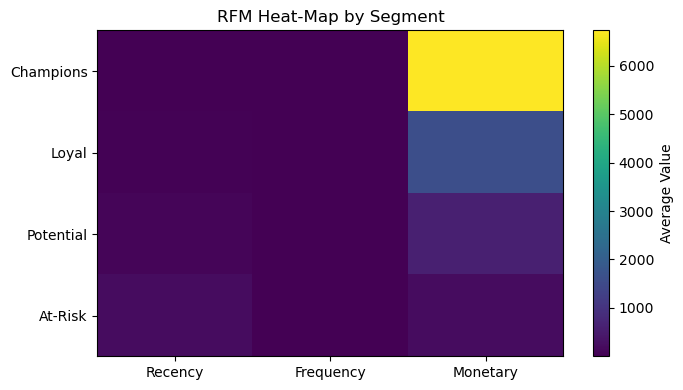 RFM Heat-Map by Segment
Champions
Loyal
Potential
At-Risk
Recency
Frequency
Monetary
6000
5000
4000
3000
2000
1000
Average Value